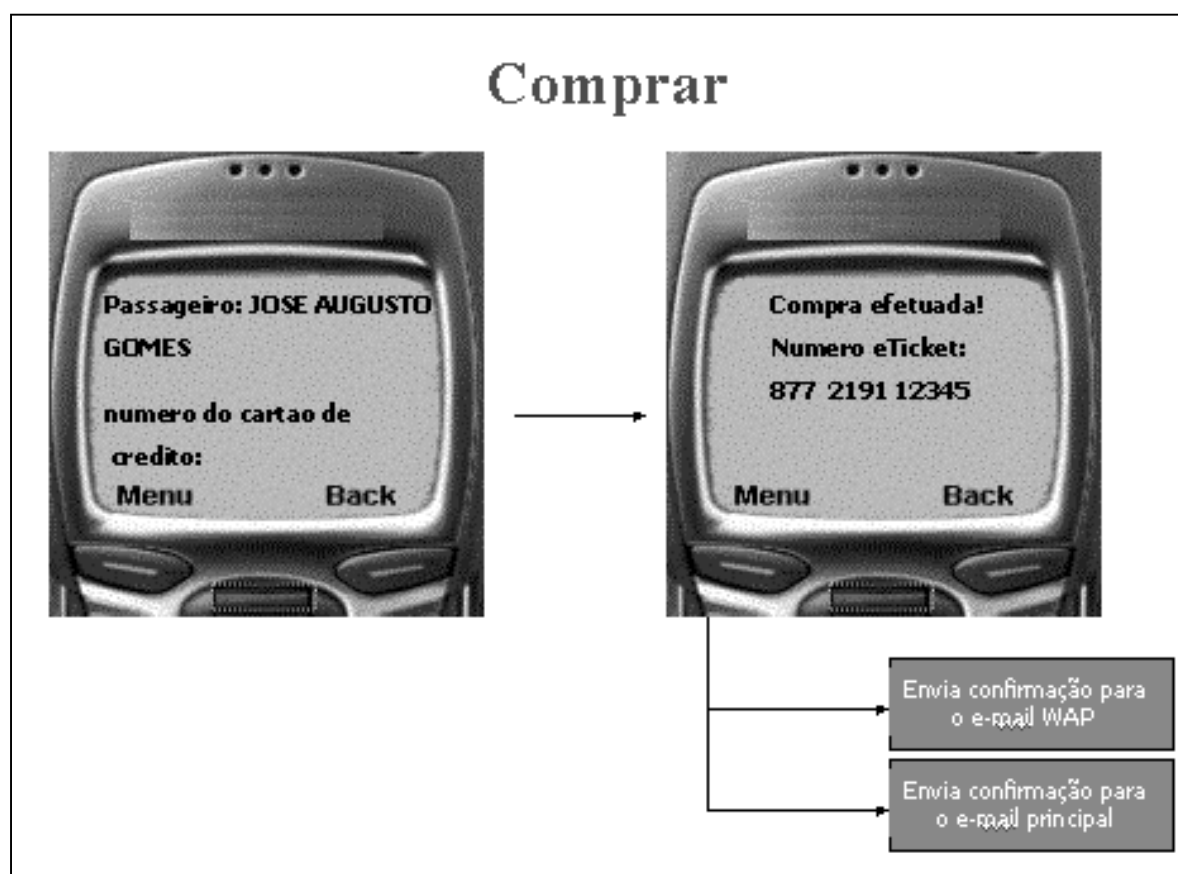 Comprar
Passageiro: JOSE AUGUSTO
GOMES
numero do cartao de
credito:
Menu Back
Compra efetuada!
Numero eTicket:
877 2191 12345
Menu Back
Envia confirmação para
o e-mail WAP
Envia confirmação para
o e-mail principal